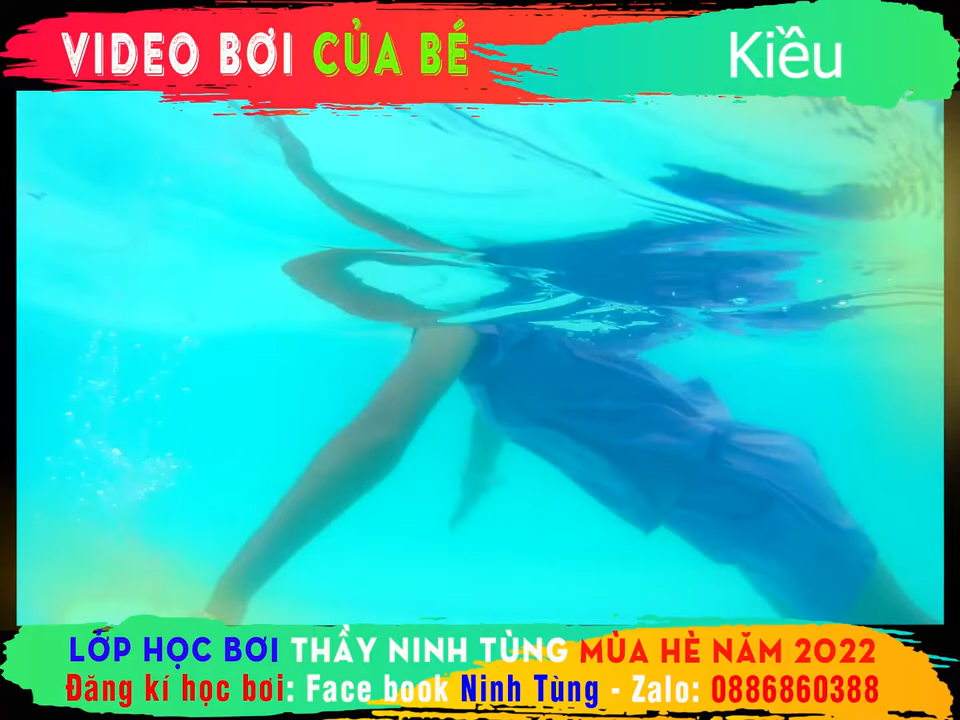 VIDEO BƠI CỦA BÉ
Kiều
LỚP HỌC BƠI THẦY NINH TÙNG MÙA HÈ NĂM 2022
Đăng kí học bơi: Face book Ninh Tùng - Zalo: 0886860388